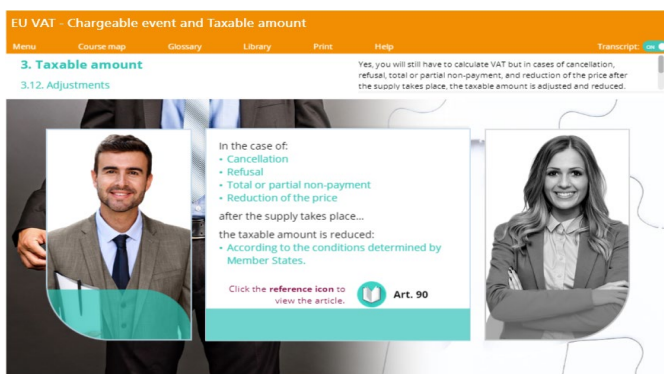 EU VAT - Chargeable event and Taxable amount
Menu Course map Glossary Library Print Help Transcript: ON
3. Taxable amount
3.12. Adjustments
Yes, you will still have to calculate VAT but in cases of cancellation,
refusal, total or partial non-payment, and reduction of the price after
the supply takes place, the taxable amount is adjusted and reduced.
In the case of:
• Cancellation
• Refusal
• Total or partial non-payment
• Reduction of the price
after the supply takes place...
the taxable amount is reduced:
• According to the conditions determined by
Member States.
Click the reference icon to
view the article.
Art. 90